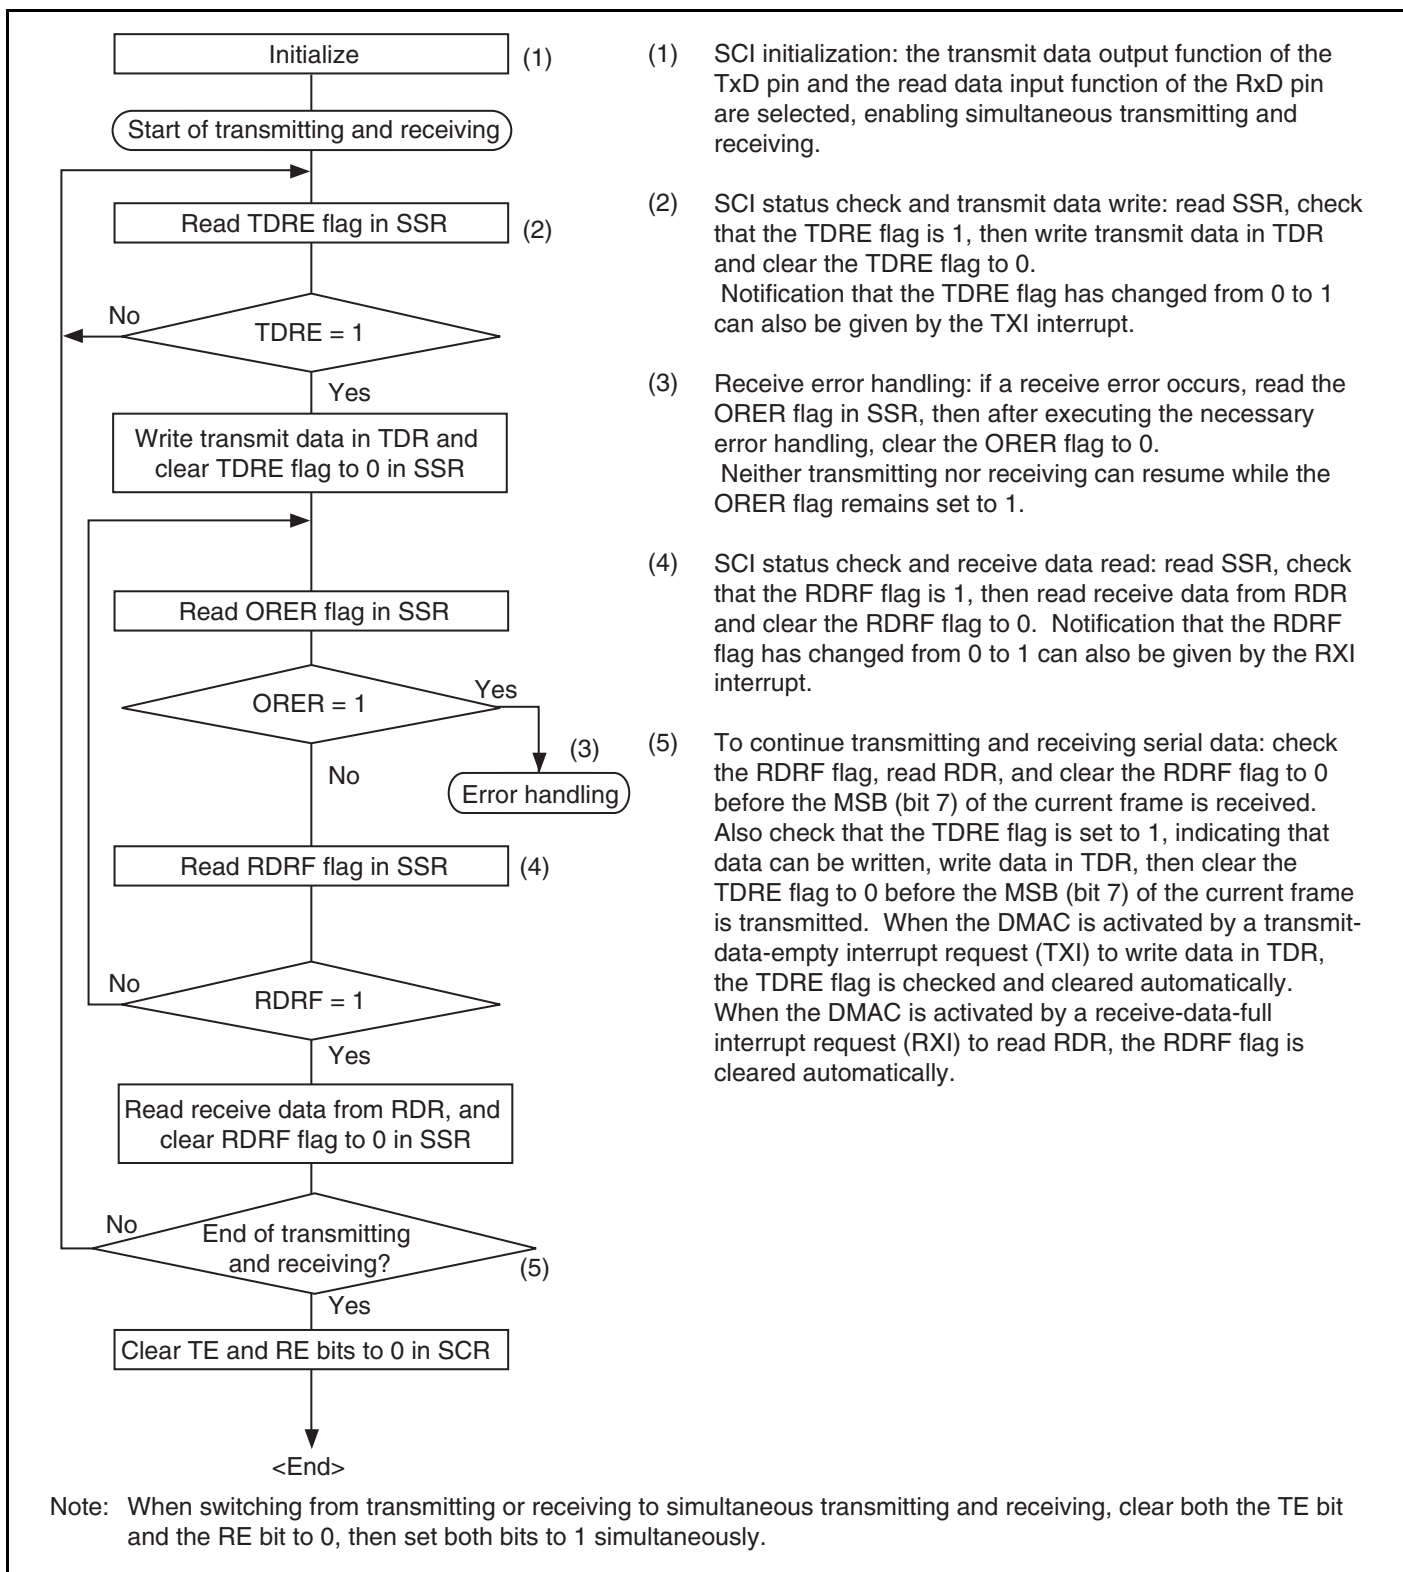 Initialize
(1)
Start of transmitting and receiving
Read TDRE flag in SSR
(2)
No
TDRE = 1
Yes
Write transmit data in TDR and
clear TDRE flag to 0 in SSR
Read ORER flag in SSR
ORER = 1
Yes
No
(3)
Error handling
Read RDRF flag in SSR
(4)
No
RDRF = 1
Yes
Read receive data from RDR, and
clear RDRF flag to 0 in SSR
No
End of transmitting
and receiving?
(5)
Yes
Clear TE and RE bits to 0 in SCR
<End>
(1) SCI initialization: the transmit data output function of the
TxD pin and the read data input function of the RxD pin
are selected, enabling simultaneous transmitting and
receiving.
(2) SCI status check and transmit data write: read SSR, check
that the TDRE flag is 1, then write transmit data in TDR
and clear the TDRE flag to 0.
Notification that the TDRE flag has changed from 0 to 1
can also be given by the TXI interrupt.
(3) Receive error handling: if a receive error occurs, read the
ORER flag in SSR, then after executing the necessary
error handling, clear the ORER flag to 0.
Neither transmitting nor receiving can resume while the
ORER flag remains set to 1.
(4) SCI status check and receive data read: read SSR, check
that the RDRF flag is 1, then read receive data from RDR
and clear the RDRF flag to 0. Notification that the RDRF
flag has changed from 0 to 1 can also be given by the RXI
interrupt.
(5) To continue transmitting and receiving serial data: check
the RDRF flag, read RDR, and clear the RDRF flag to 0
before the MSB (bit 7) of the current frame is received.
Also check that the TDRE flag is set to 1, indicating that
data can be written, write data in TDR, then clear the
TDRE flag to 0 before the MSB (bit 7) of the current frame
is transmitted. When the DMAC is activated by a transmit-
data-empty interrupt request (TXI) to write data in TDR,
the TDRE flag is checked and cleared automatically.
When the DMAC is activated by a receive-data-full
interrupt request (RXI) to read RDR, the RDRF flag is
cleared automatically.
Note: When switching from transmitting or receiving to simultaneous transmitting and receiving, clear both the TE bit
and the RE bit to 0, then set both bits to 1 simultaneously.